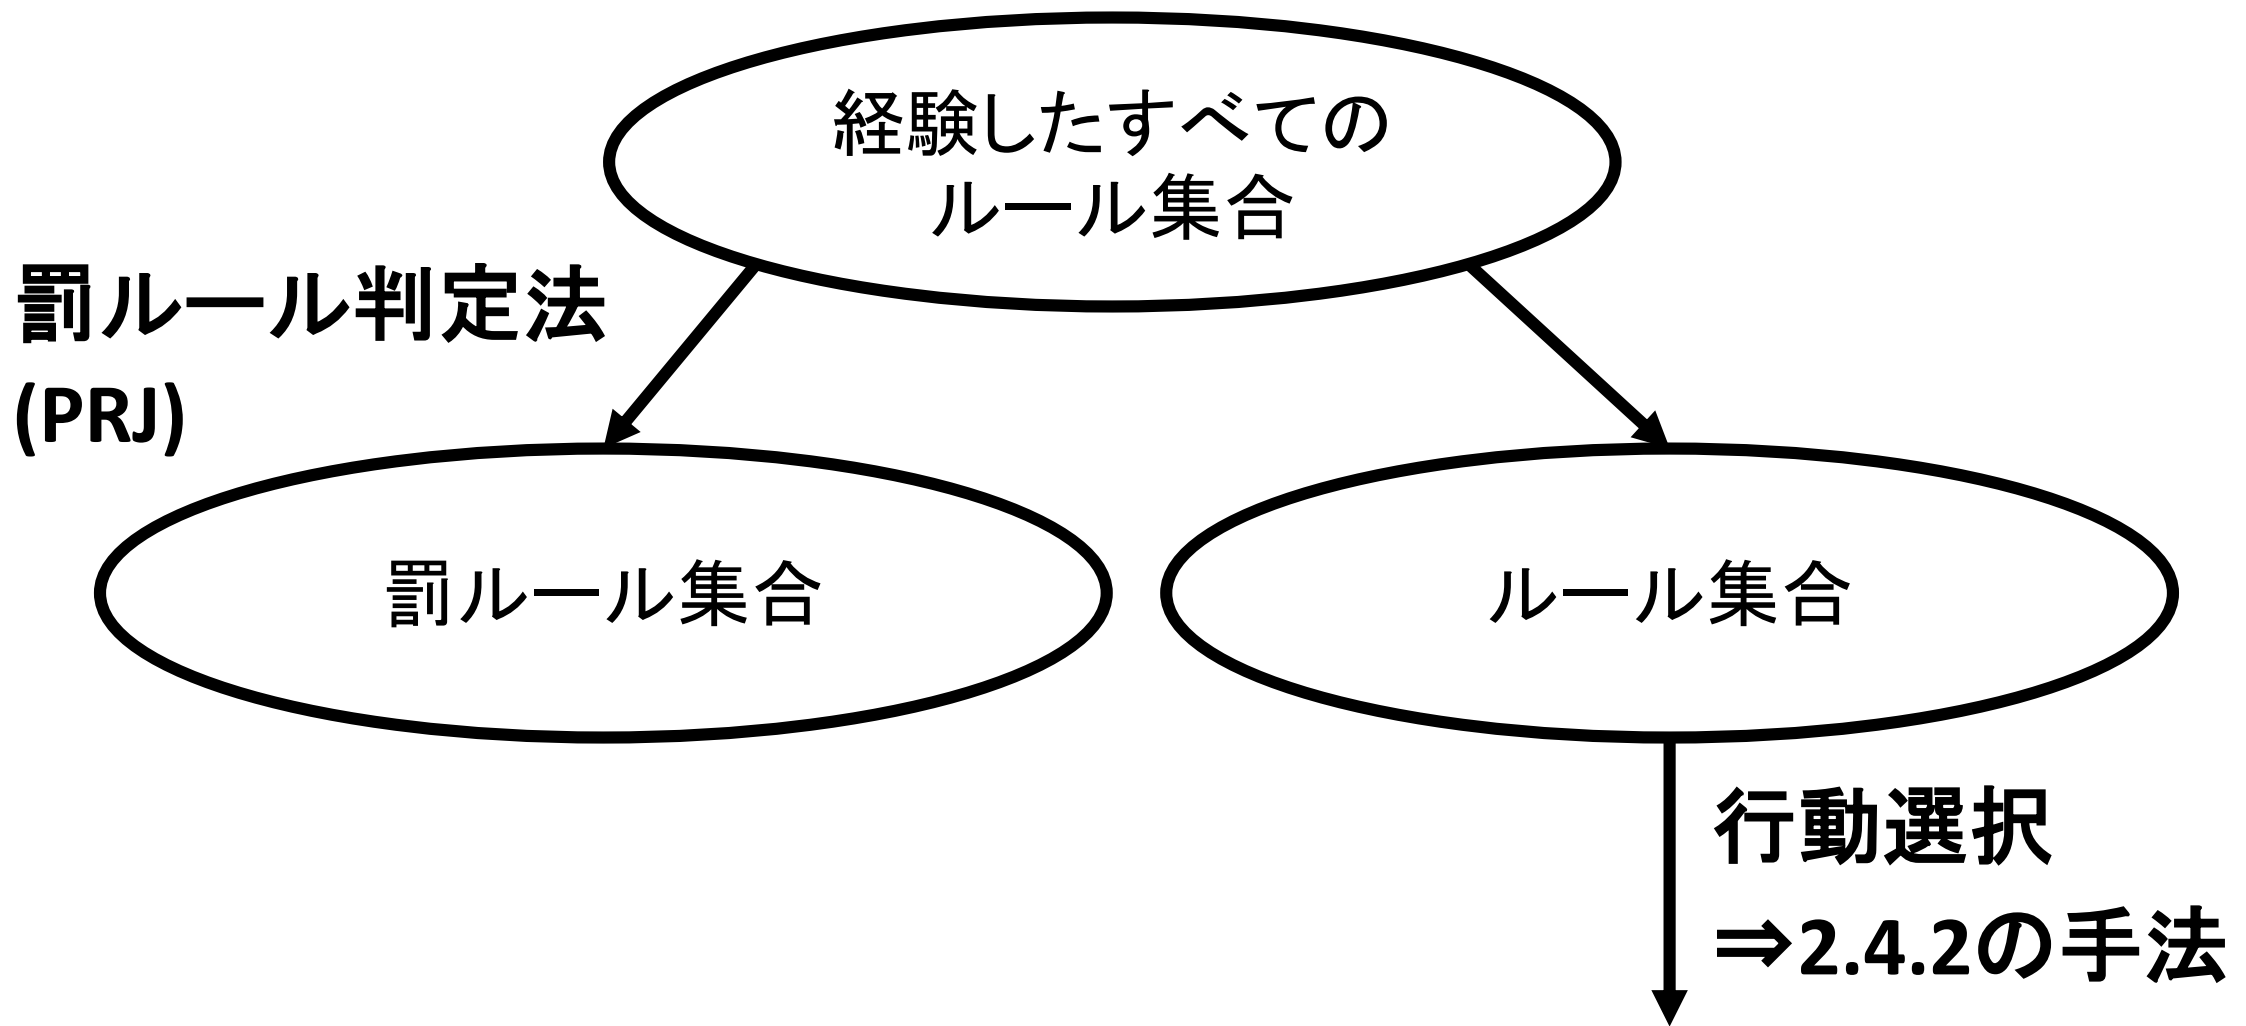 経験したすべての
ルール集合
罰ルール判定法
(PRJ)
罰ルール集合
ルール集合
行動選択
⇒2.4.2の手法